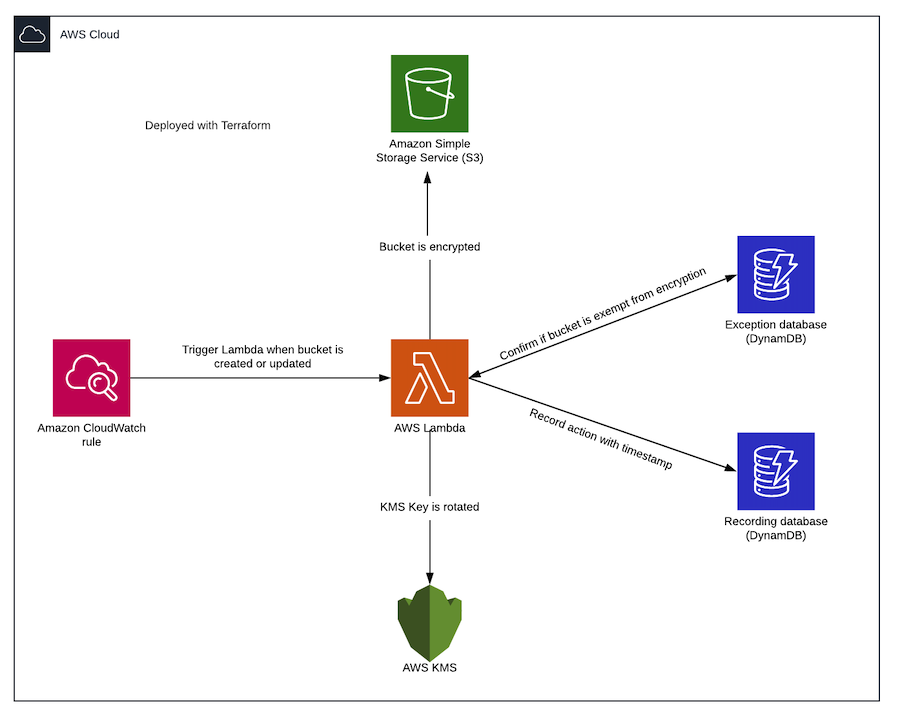 AWS Cloud
Deployed with Terraform
Amazon Simple
Storage Service (S3)
Bucket is encrypted
Confirm if bucket is exempt from encryption
Exception database
(DynamDB)
Trigger Lambda when bucket is
created or updated
Amazon CloudWatch
rule
AWS Lambda
Record action with timestamp
KMS Key is rotated
Recording database
(DynamDB)
AWS KMS